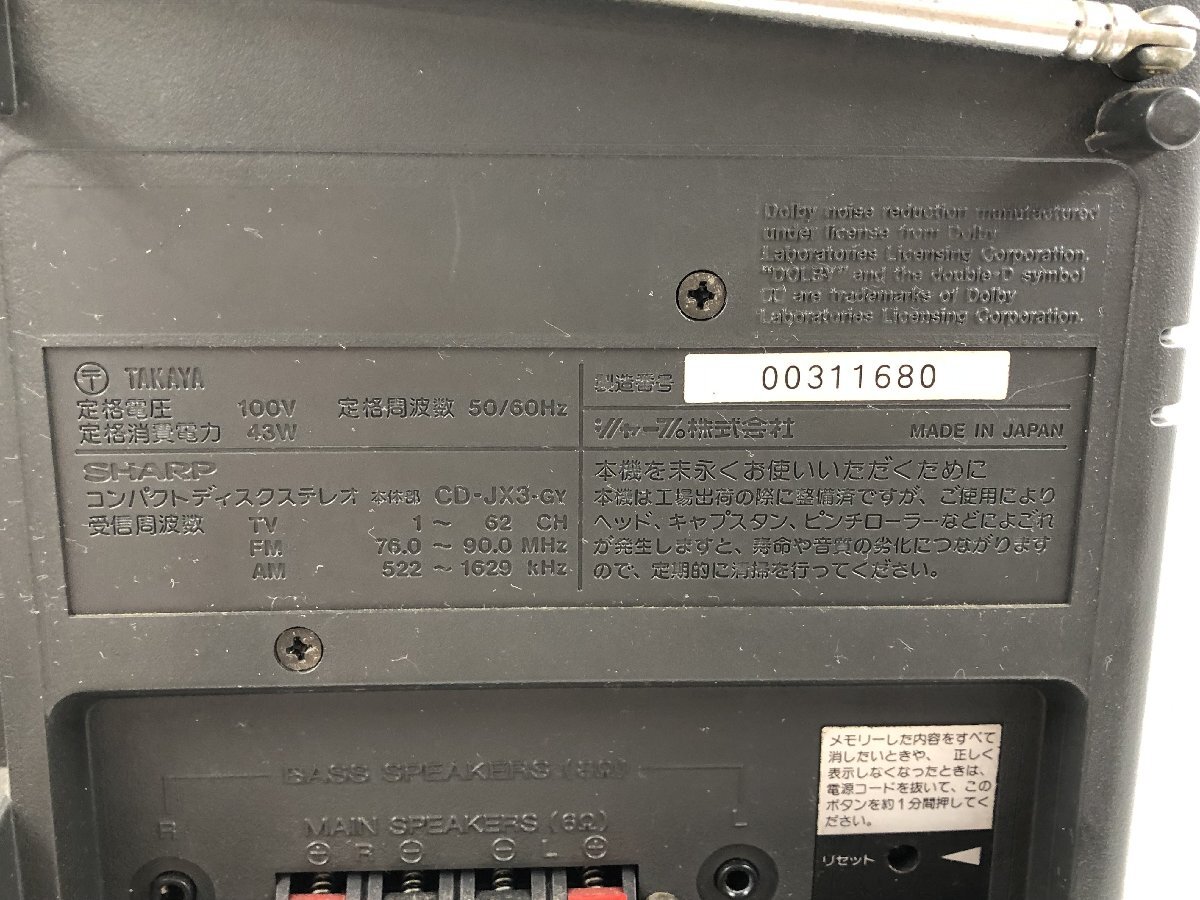 Dolby noise reduction manufactured
under license from Dolby
Laboratories Licensing Corporation.
"DOLBY" and the double-D symbol
are trademarks of Dolby
Laboratories Licensing Corporation.
〒 TAKAYA
定格電圧 100V 定格周波数 50/60Hz
定格消費電力 43W
SHARP
コンパクトディスクステレオ 本体部 CD-JX3-GY
受信周波数 TV 1～ 62 CH
FM 76.0 ～ 90.0 MHz
AM 522 ～1629 kHz
製造番号 00311680
シャープ株式会社 MADE IN JAPAN
本機を末永くお使いいただくために
本機は工場出荷の際に整備済ですが、ご使用により
ヘッド、キャプスタン、ピンチローラーなどによごれ
が発生しますと、寿命や音質の劣化につながります
ので、定期的に清掃を行ってください。
BASS SPEAKERS (8Ω)
R L
MAIN SPEAKERS (6Ω)
⊕ R ⊖ ⊖ L ⊕
メモリーした内容をすべて
消したいときや、正しく
表示しなくなったときは、
電源コードを抜いて、この
ボタンを約1分間押してく
ださい。
リセット